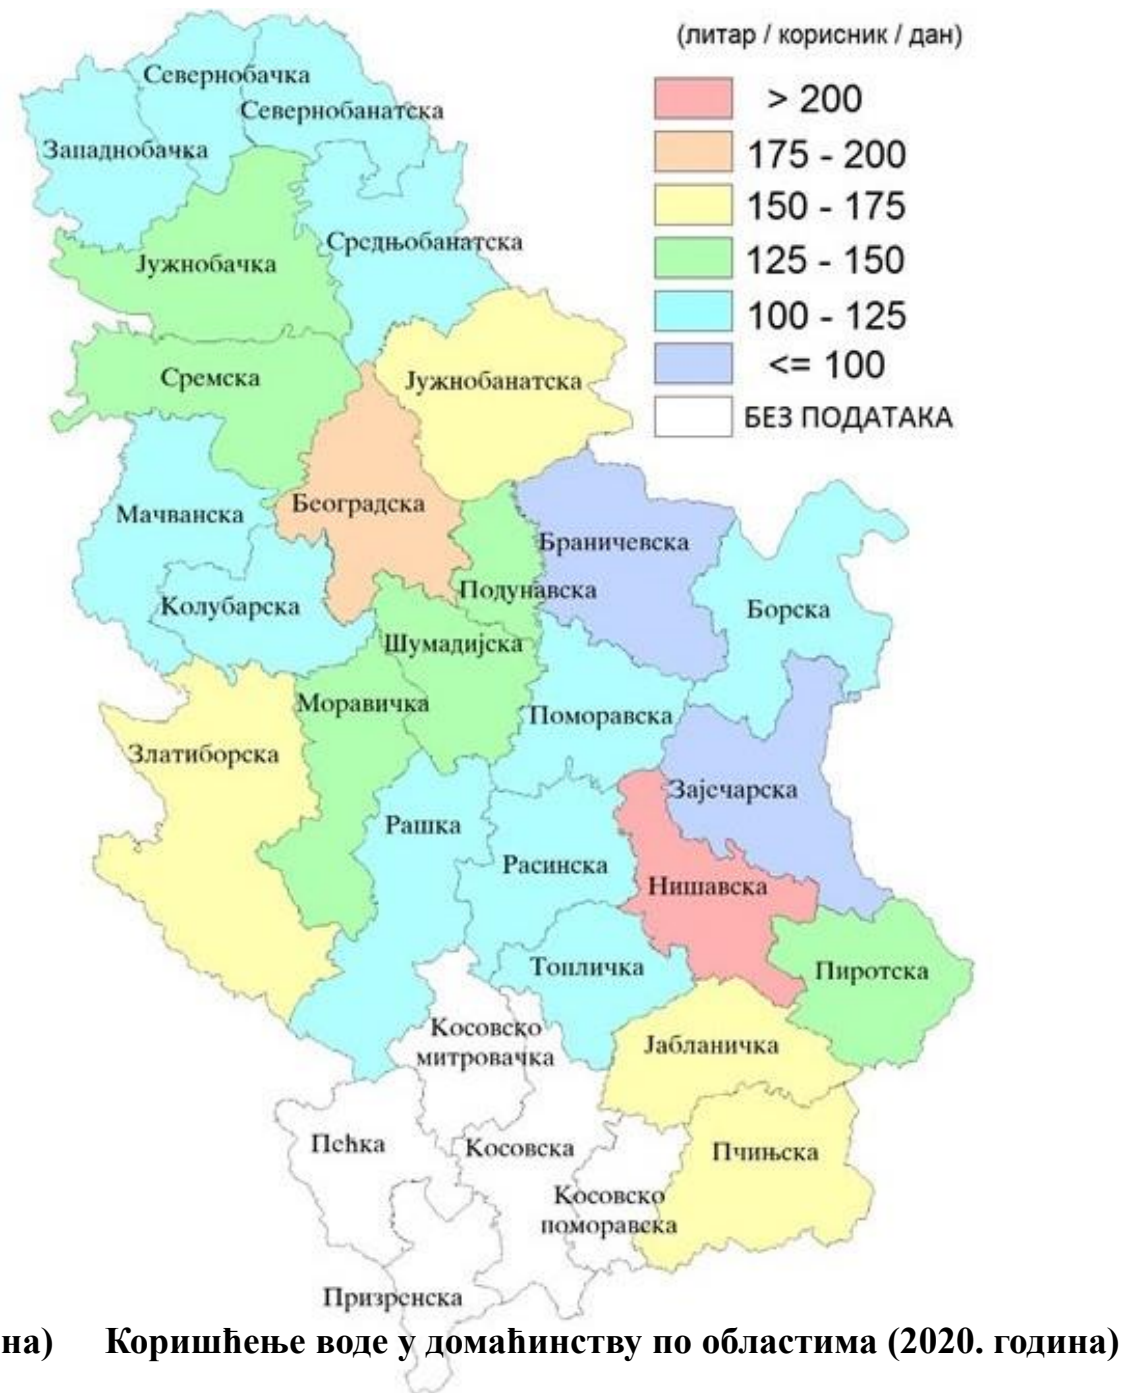 (литар / корисник / дан)
> 200
175 - 200
150 - 175
125 - 150
100 - 125
<= 100
БЕЗ ПОДАТАКА
Севернобачка
Севернобанатска
Западнобачка
Средњобанатска
Јужнобачка
Сремска
Јужнобанатска
Београдска
Мачванска
Браничевска
Подунавска
Колубарска
Борска
Шумадијска
Моравичка
Поморавска
Златиборска
Зајечарска
Рашка
Расинска
Нишавска
Топличка
Пиротска
Косовско
митровачка
Јабланичка
Пећка
Косовска
Пчињска
Косовско
поморавска
Призренска
на) Коришћење воде у домаћинству по областима (2020. година)